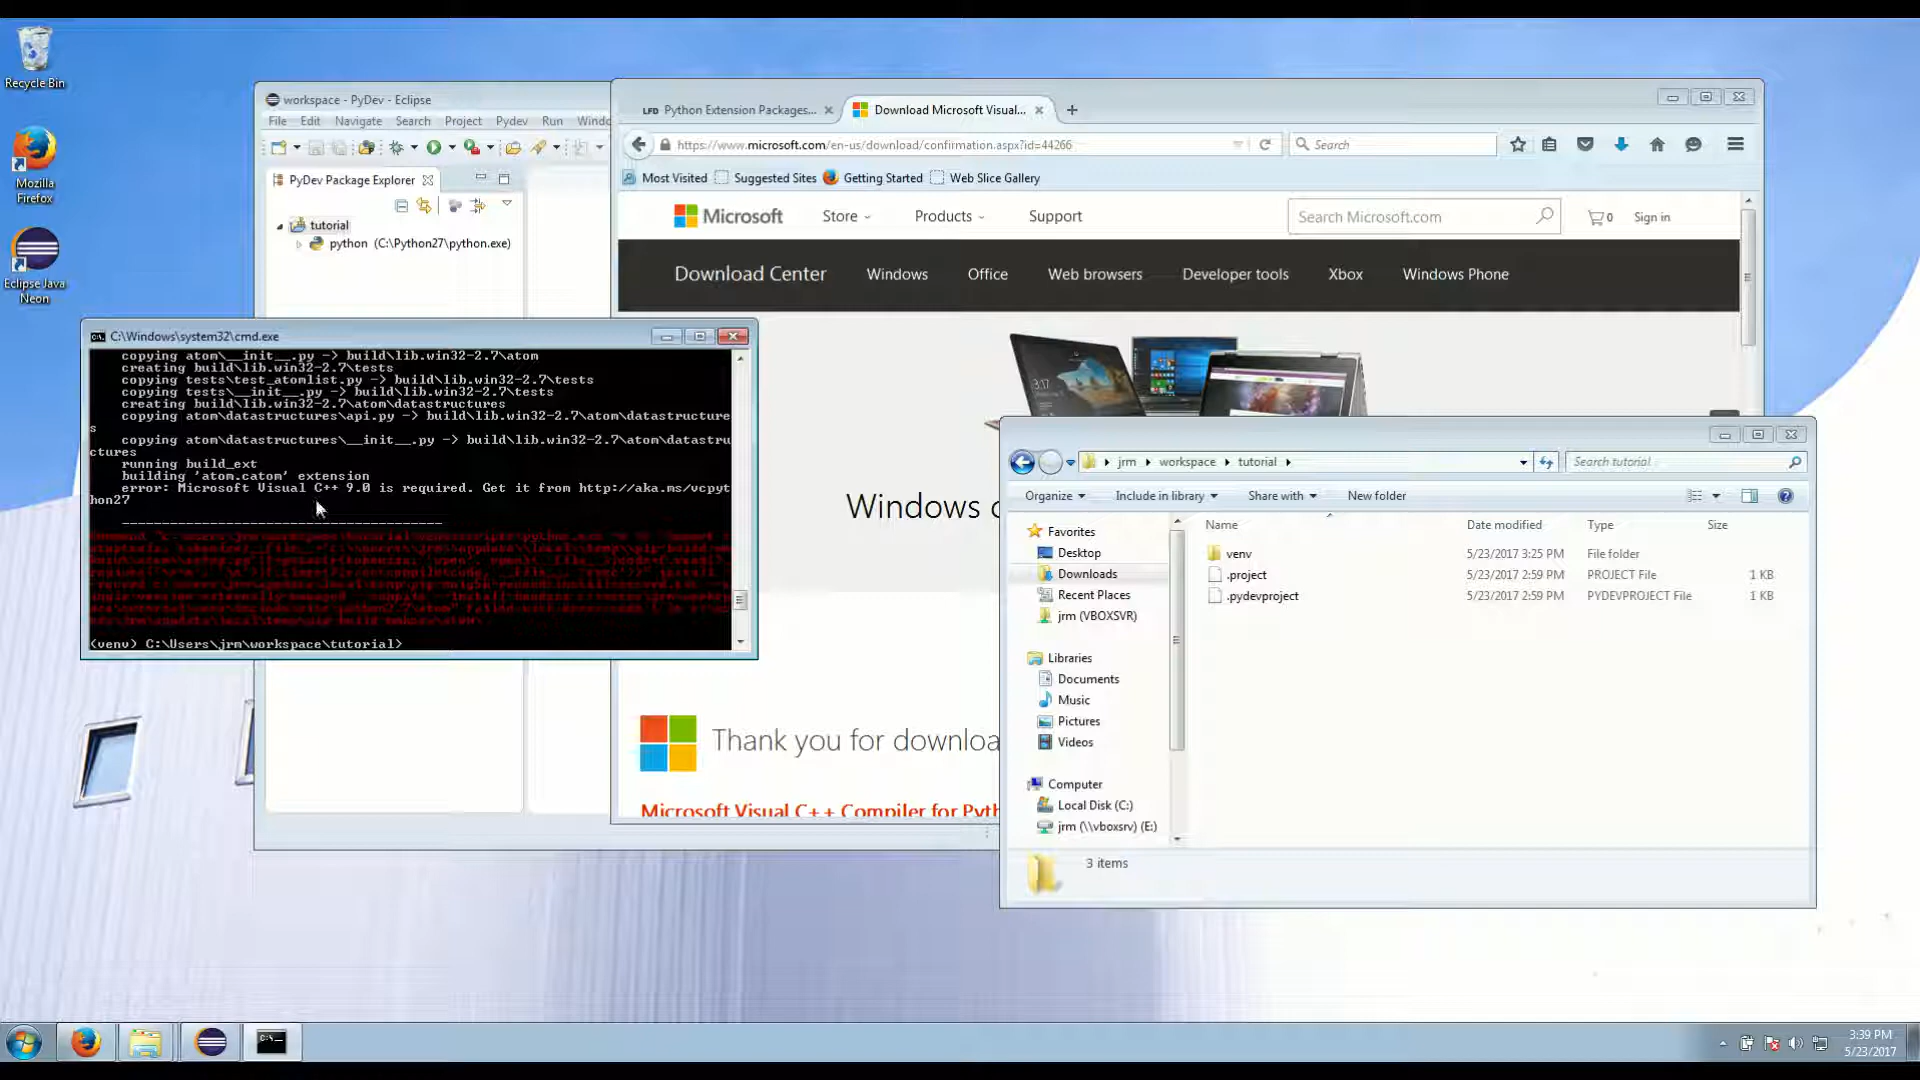 Recycle Bin
Mozilla
Firefox
Eclipse Java
Neon
workspace - PyDev - Eclipse
File Edit Navigate Search Project Pydev Run Windo
PyDev Package Explorer
tutorial
python (C:\Python27\python.exe)
LFD Python Extension Packages...
Download Microsoft Visual...
https://www.microsoft.com/en-us/download/confirmation.aspx?id=44266
Search
Most Visited Suggested Sites Getting Started Web Slice Gallery
Microsoft Store Products Support
Search Microsoft.com
0 Sign in
Download Center Windows Office Web browsers Developer tools Xbox Windows Phone
3:17
Windows
Thank you for downloa
Microsoft Visual C++ Compiler for Pyth
C:\Windows\system32\cmd.exe
copying atom\__init__.py -> build\lib.win32-2.7\atom
creating build\lib.win32-2.7\tests
copying tests\test_atomlist.py -> build\lib.win32-2.7\tests
copying tests\__init__.py -> build\lib.win32-2.7\tests
creating build\lib.win32-2.7\atom\datastructures
copying atom\datastructures\api.py -> build\lib.win32-2.7\atom\datastructure
s
copying atom\datastructures\__init__.py -> build\lib.win32-2.7\atom\datastru
ctures
running build_ext
building 'atom.catom' extension
error: Microsoft Visual C++ 9.0 is required. Get it from http://aka.ms/vcpyt
hon27
----------------------------------------
(venv) C:\Users\jrm\workspace\tutorial>
jrm workspace tutorial
Search tutorial
Organize Include in library Share with New folder
Favorites
Desktop
Downloads
Recent Places
jrm (VBOXSVR)
Libraries
Documents
Music
Pictures
Videos
Computer
Local Disk (C:)
jrm (\\vboxsrv) (E:)
Name Date modified Type Size
venv 5/23/2017 3:25 PM File folder
.project 5/23/2017 2:59 PM PROJECT File 1 KB
.pydevproject 5/23/2017 2:59 PM PYDEVPROJECT File 1 KB
3 items
3:39 PM
5/23/2017